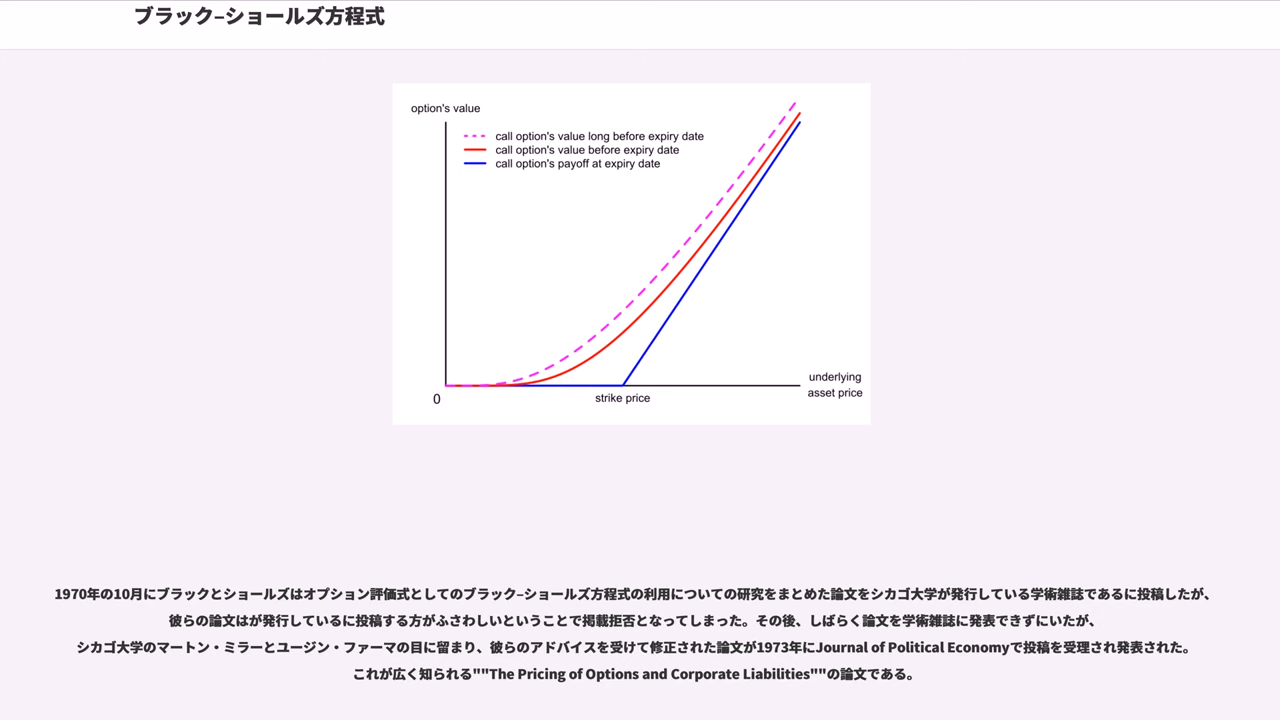 ブラック–ショールズ方程式
option's value
call option's value long before expiry date
call option's value before expiry date
call option's payoff at expiry date
underlying
asset price
0
strike price
1970年の10月にブラックとショールズはオプション評価式としてのブラック–ショールズ方程式の利用についての研究をまとめた論文をシカゴ大学が発行している学術雑誌であるに投稿したが、
彼らの論文はが発行しているに投稿する方がふさわしいということで掲載拒否となってしまった。その後、しばらく論文を学術雑誌に発表できずにいたが、
シカゴ大学のマートン・ミラーとユージン・ファーマの目に留まり、彼らのアドバイスを受けて修正された論文が1973年にJournal of Political Economyで投稿を受理され発表された。
これが広く知られる""The Pricing of Options and Corporate Liabilities""の論文である。